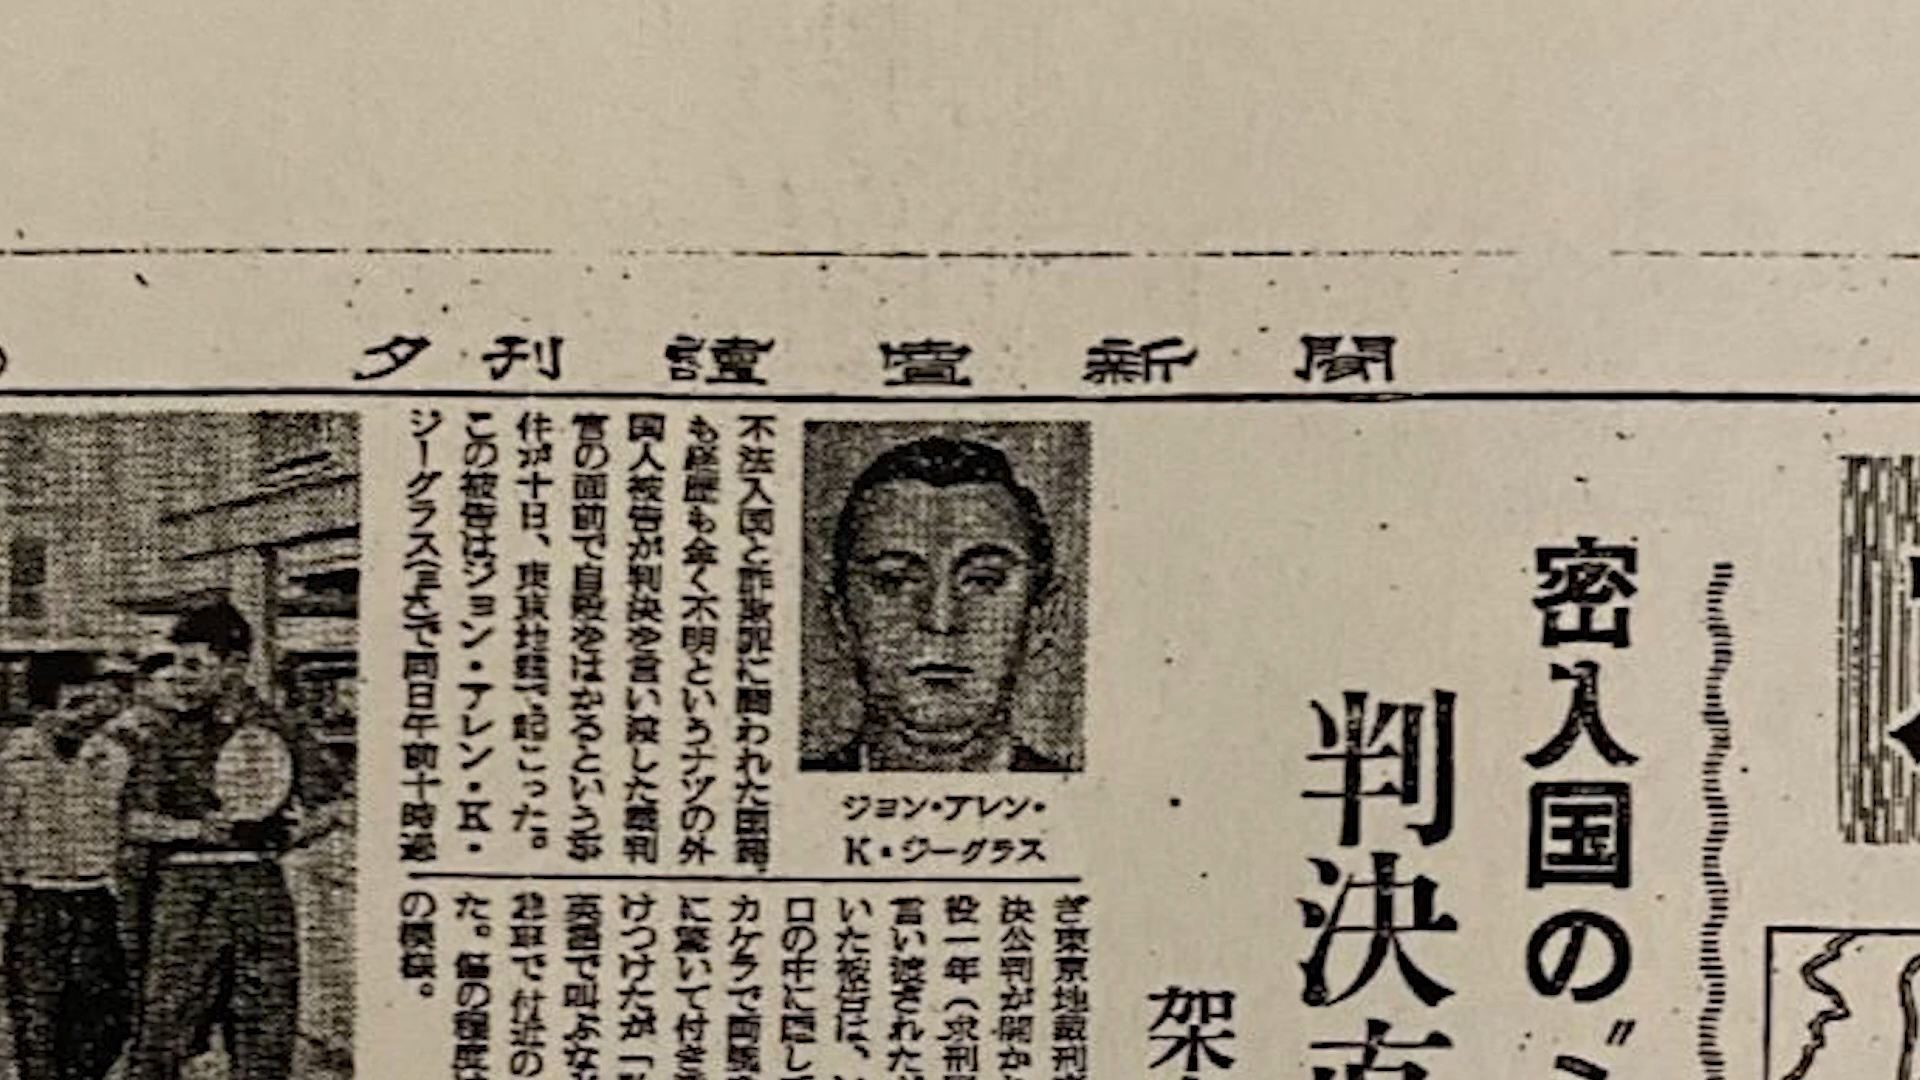 夕刊 讀賣新聞
密入国の〝ミ
判決直
架
ジョン・アレン・
K・ジーグラス
不法入国と詐欺罪に問われた国籍
も経歴も全く不明というナゾの外
国人被告が判決を言い渡した裁判
官の面前で自殺をはかるという事
件が十日、東京地裁で起こった。
この被告はジョン・アレン・K・
ジーグラス
で同日午前十時過
ぎ東京地裁刑
決公判が開か
役一年(求刑
言い渡された
いた被告は、
口の中に隠し
カケラで両腕
に驚いて付き
けつけたが「私
英語で叫ぶな
救急車で付近の
た。傷の程度は
の模様。